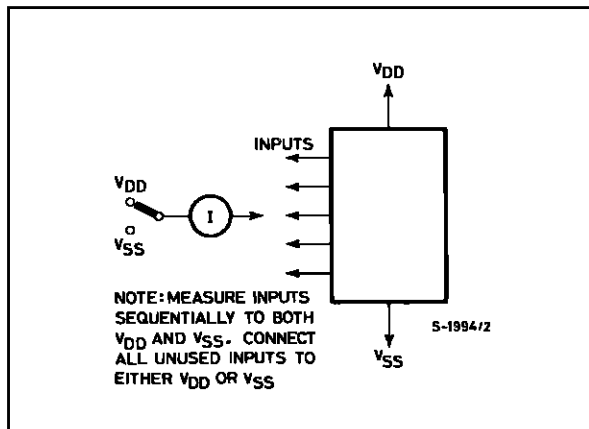 VDD
INPUTS
VDD
I
VSS
S-1994/2
VSS
NOTE: MEASURE INPUTS
SEQUENTIALLY TO BOTH
VDD AND VSS. CONNECT
ALL UNUSED INPUTS TO
EITHER VDD OR VSS